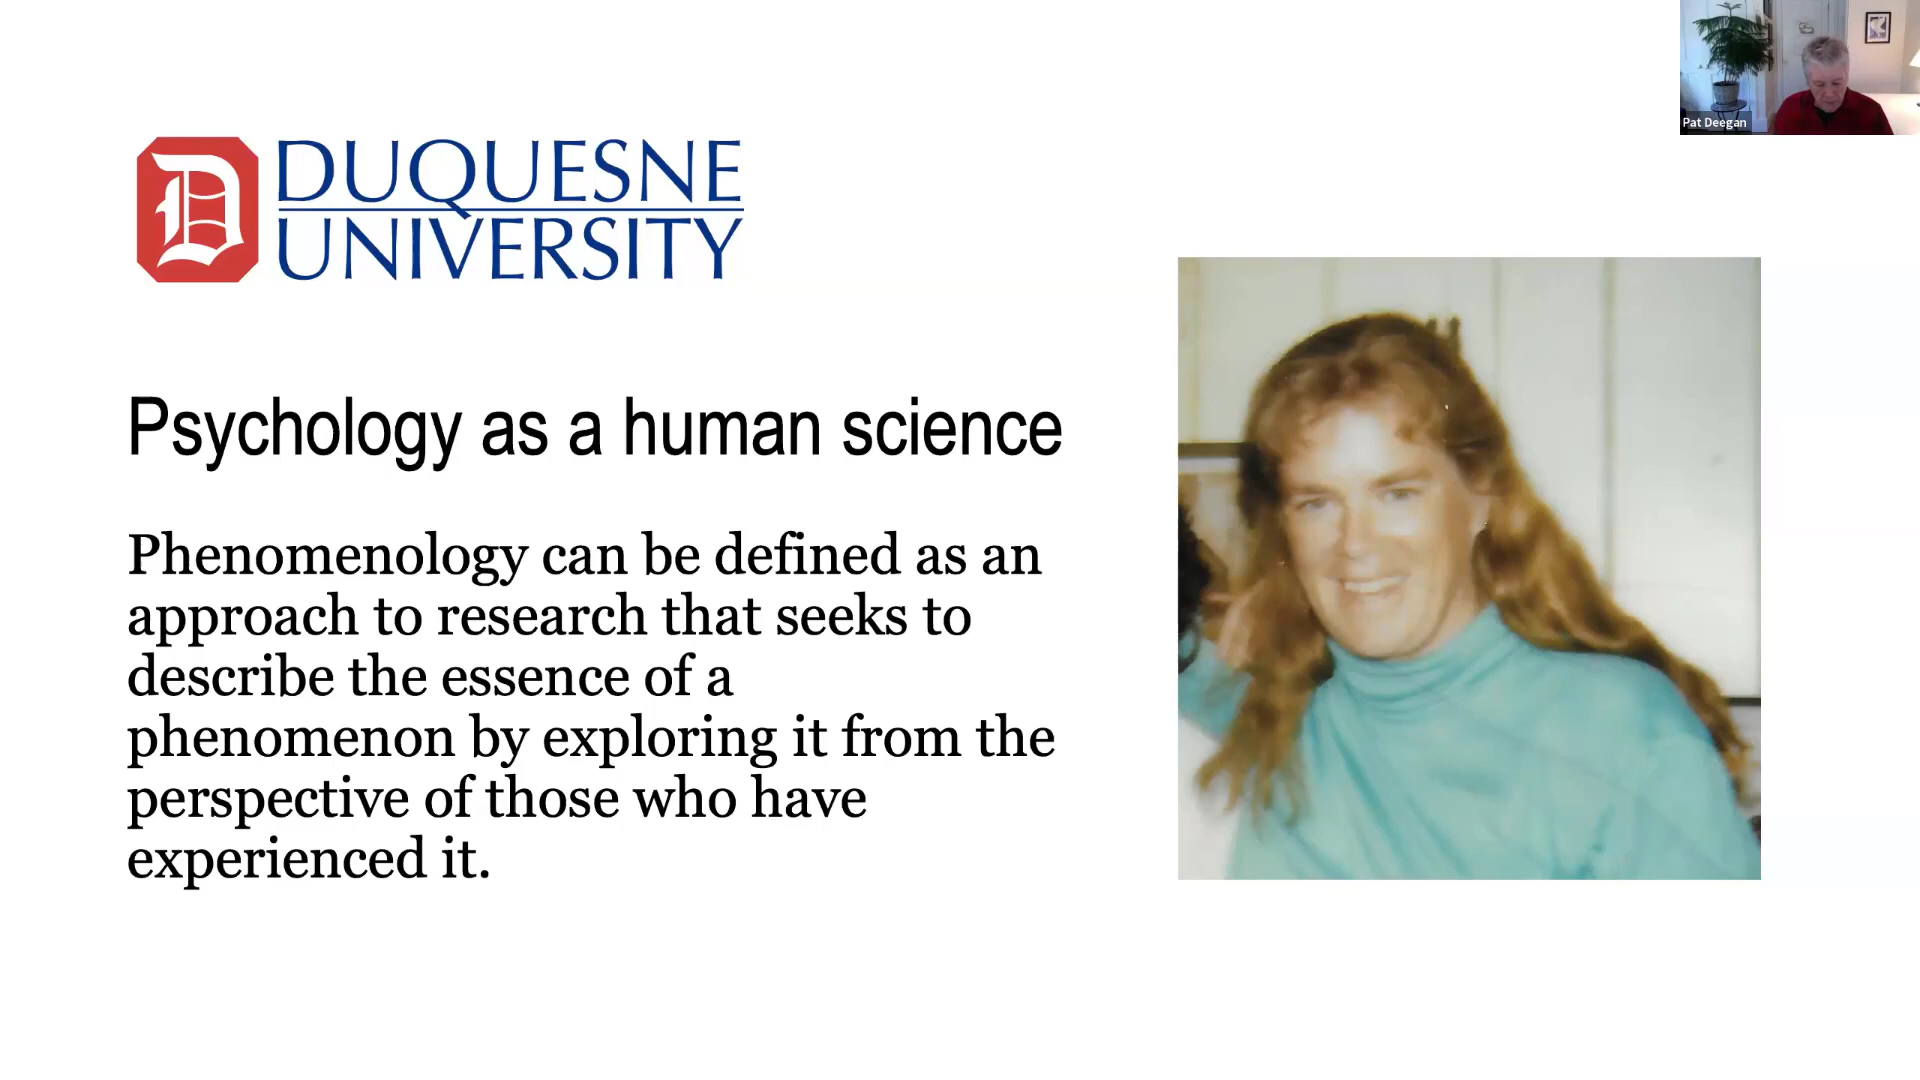 Pat Deegan
D
DUQUESNE
UNIVERSITY
Psychology as a human science
Phenomenology can be defined as an
approach to research that seeks to
describe the essence of a
phenomenon by exploring it from the
perspective of those who have
experienced it.